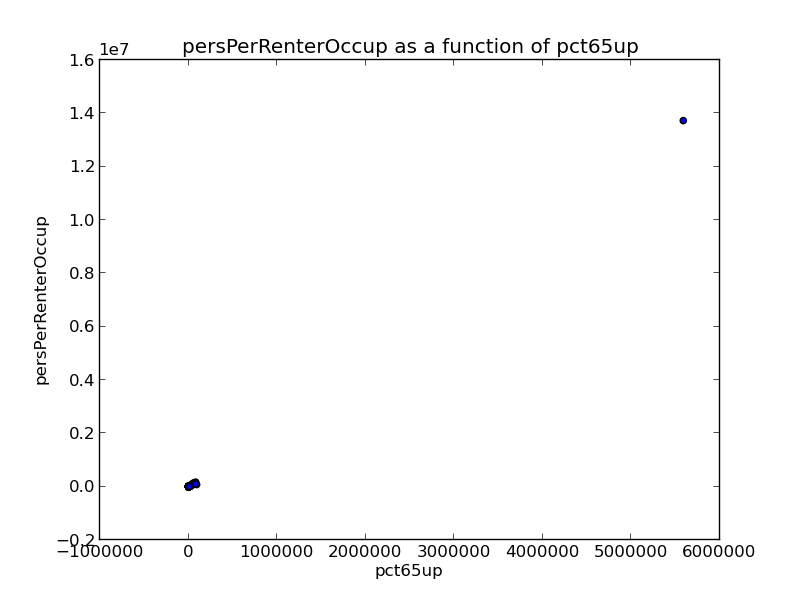 persPerRenterOccup as a function of pct65up
1e7
1.6
1.4
1.2
1.0
0.8
0.6
0.4
0.2
0.0
−0.2
persPerRenterOccup
−1000000 0 1000000 2000000 3000000 4000000 5000000 6000000
pct65up